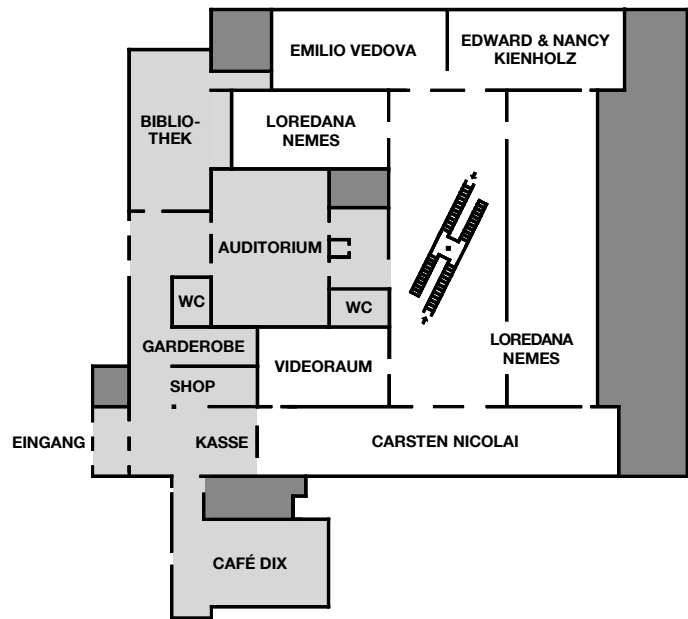 EMILIO VEDOVA
EDWARD & NANCY
KIENHOLZ
BIBLIO-
THEK
LOREDANA
NEMES
AUDITORIUM
WC
WC
GARDEROBE
VIDEORAUM
LOREDANA
NEMES
SHOP
EINGANG
KASSE
CARSTEN NICOLAI
CAFÉ DIX